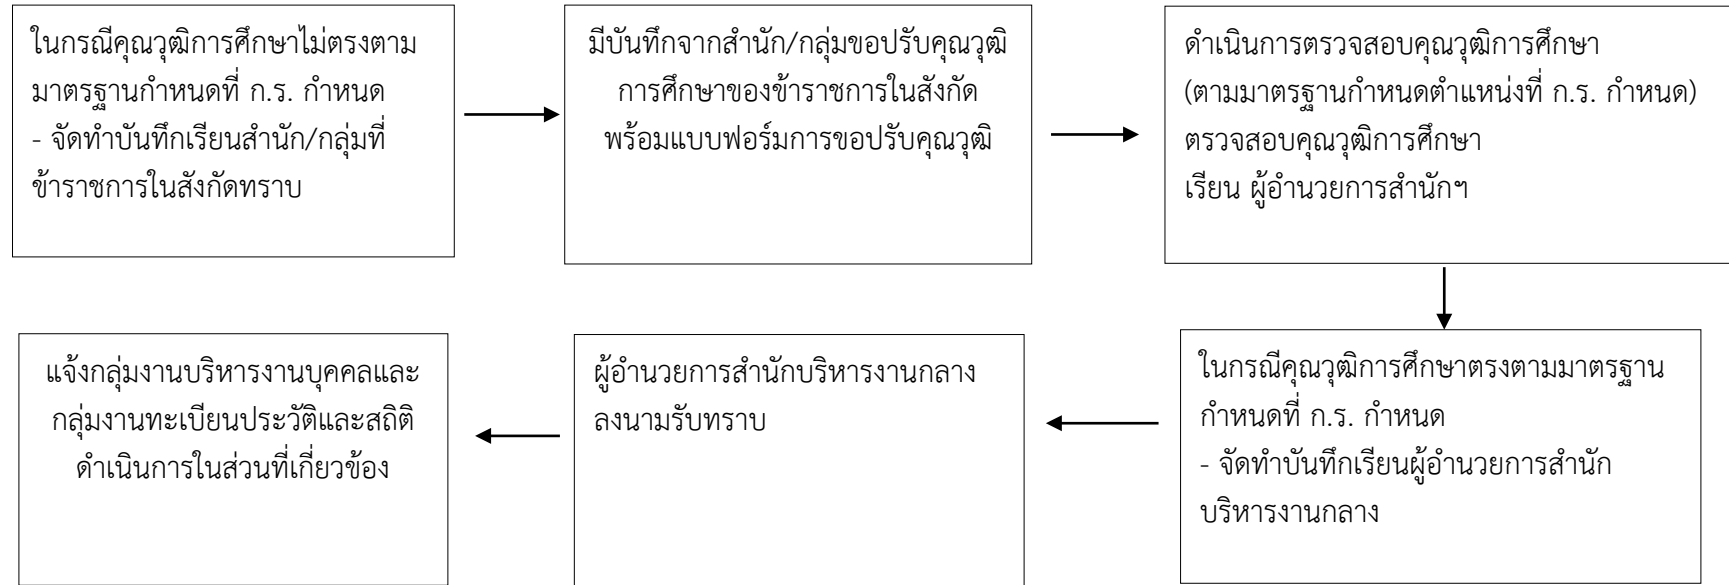 ในกรณีคุณวุฒิการศึกษาไม่ตรงตาม
มาตรฐานกำหนดที่ ก.ร. กำหนด
- จัดทำบันทึกเรียนสำนัก/กลุ่มที่
ข้าราชการในสังกัดทราบ
มีบันทึกจากสำนัก/กลุ่มขอปรับคุณวุฒิ
การศึกษาของข้าราชการในสังกัด
พร้อมแบบฟอร์มการขอปรับคุณวุฒิ
ดำเนินการตรวจสอบคุณวุฒิการศึกษา
(ตามมาตรฐานกำหนดตำแหน่งที่ ก.ร. กำหนด)
ตรวจสอบคุณวุฒิการศึกษา
เรียน ผู้อำนวยการสำนักฯ
ในกรณีคุณวุฒิการศึกษาตรงตามมาตรฐาน
กำหนดที่ ก.ร. กำหนด
- จัดทำบันทึกเรียนผู้อำนวยการสำนัก
บริหารงานกลาง
ผู้อำนวยการสำนักบริหารงานกลาง
ลงนามรับทราบ
แจ้งกลุ่มงานบริหารงานบุคคลและ
กลุ่มงานทะเบียนประวัติและสถิติ
ดำเนินการในส่วนที่เกี่ยวข้อง